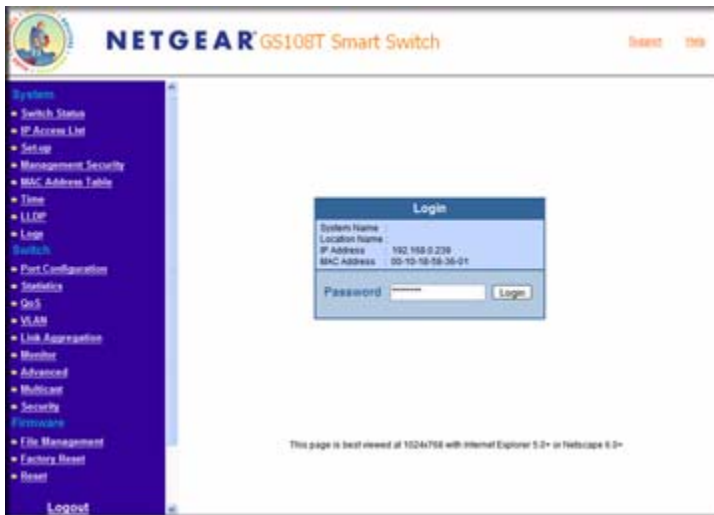 NETGEAR GS108T Smart Switch
Support Help
System
Switch Status
IP Access List
Set-up
Management Security
MAC Address Table
Time
LLDP
Logs
Switch
Port Configuration
Statistics
QoS
VLAN
Link Aggregation
Monitor
Advanced
Multicast
Security
Firmware
File Management
Factory Reset
Reset
Logout
Login
System Name :
Location Name :
IP Address : 192.168.0.239
MAC Address : 00-10-18-58-36-01
Password ******** Login
This page is best viewed at 1024x768 with Internet Explorer 5.0+ or Netscape 6.0+